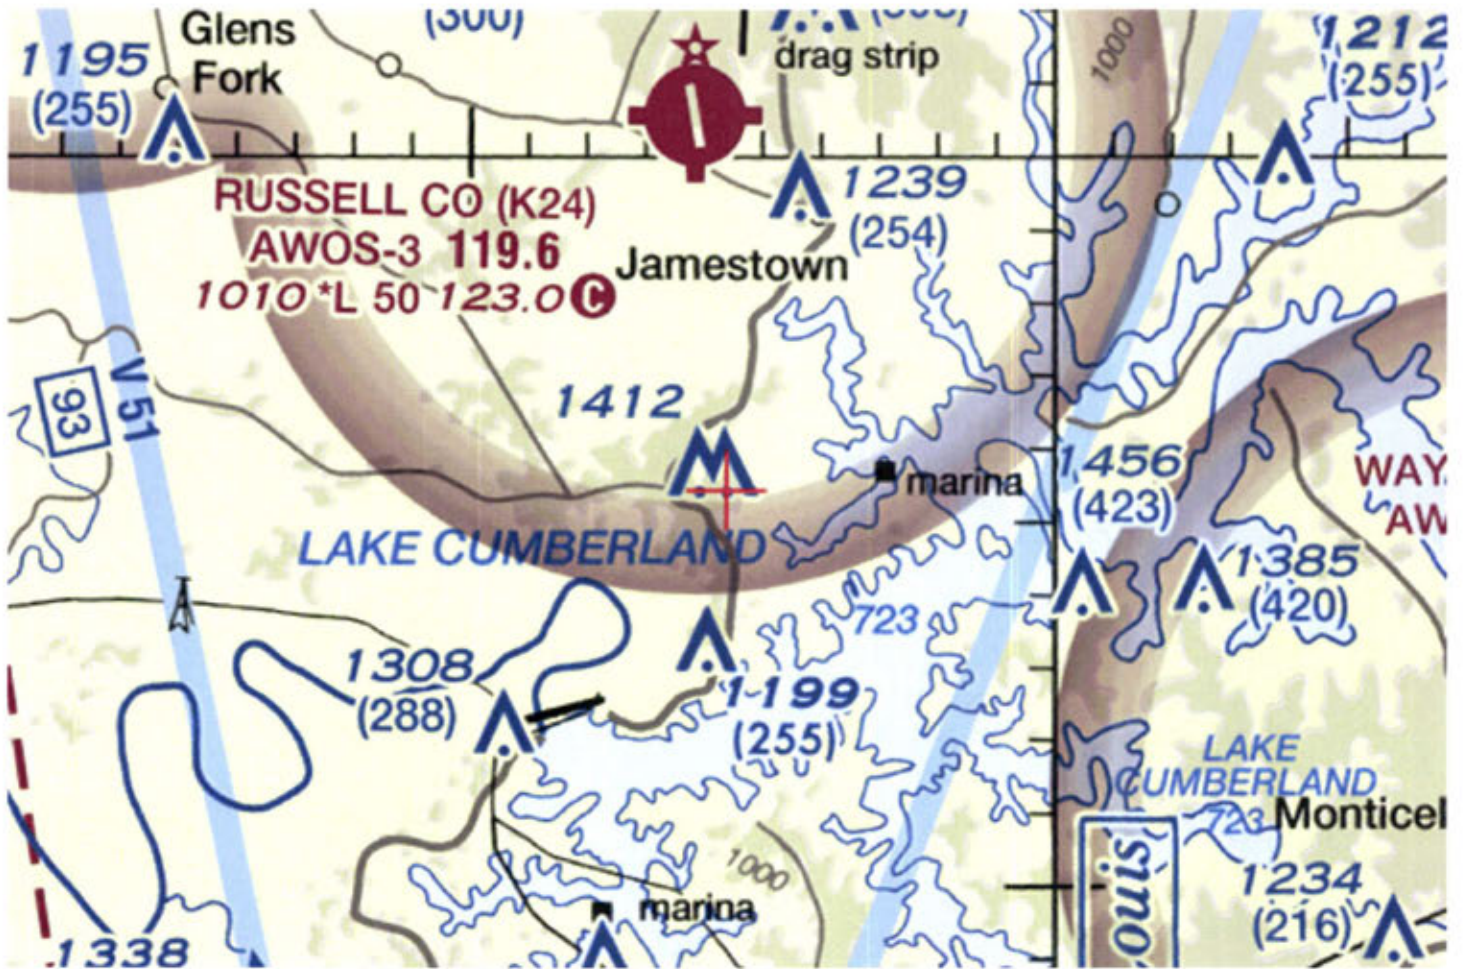 Glens
Fork
1195
(255)
(300)
drag strip
1000
1212
(255)
RUSSELL CO (K24)
AWOS-3 119.6
1010 *L 50 123.0 C
Jamestown
1239
(254)
V 51
93
1412
marina
1456
(423)
WAY
AW
LAKE CUMBERLAND
1385
(420)
723
1308
(288)
1199
(255)
LAKE
CUMBERLAND
723
Monticel
1000
marina
ouis
1234
(216)
1338